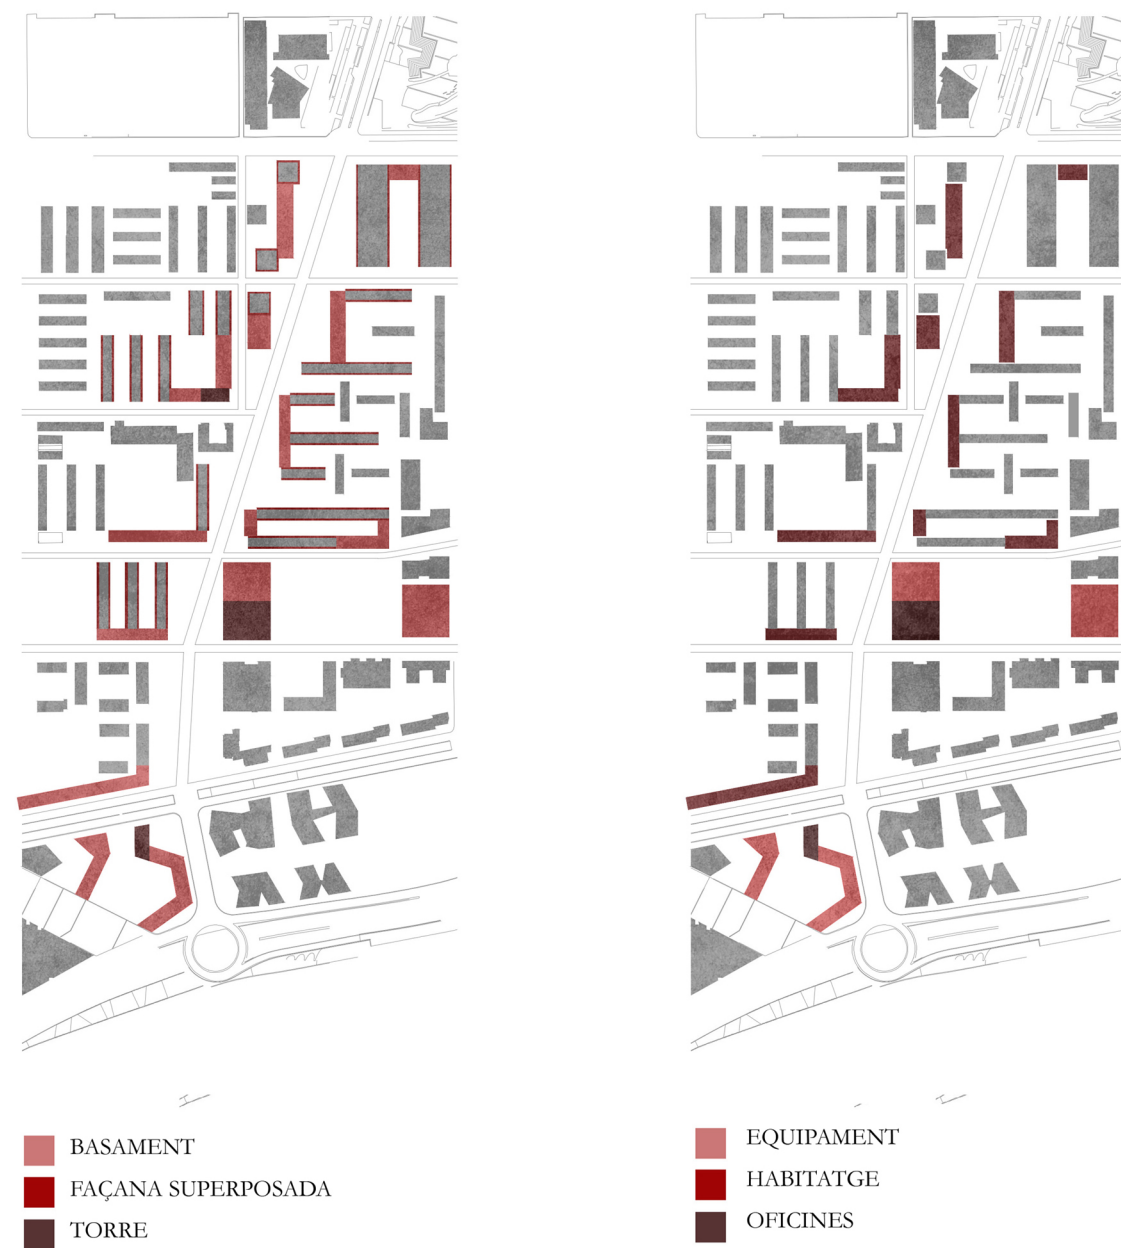 BASAMENT
FAÇANA SUPERPOSADA
TORRE
EQUIPAMENT
HABITATGE
OFICINES